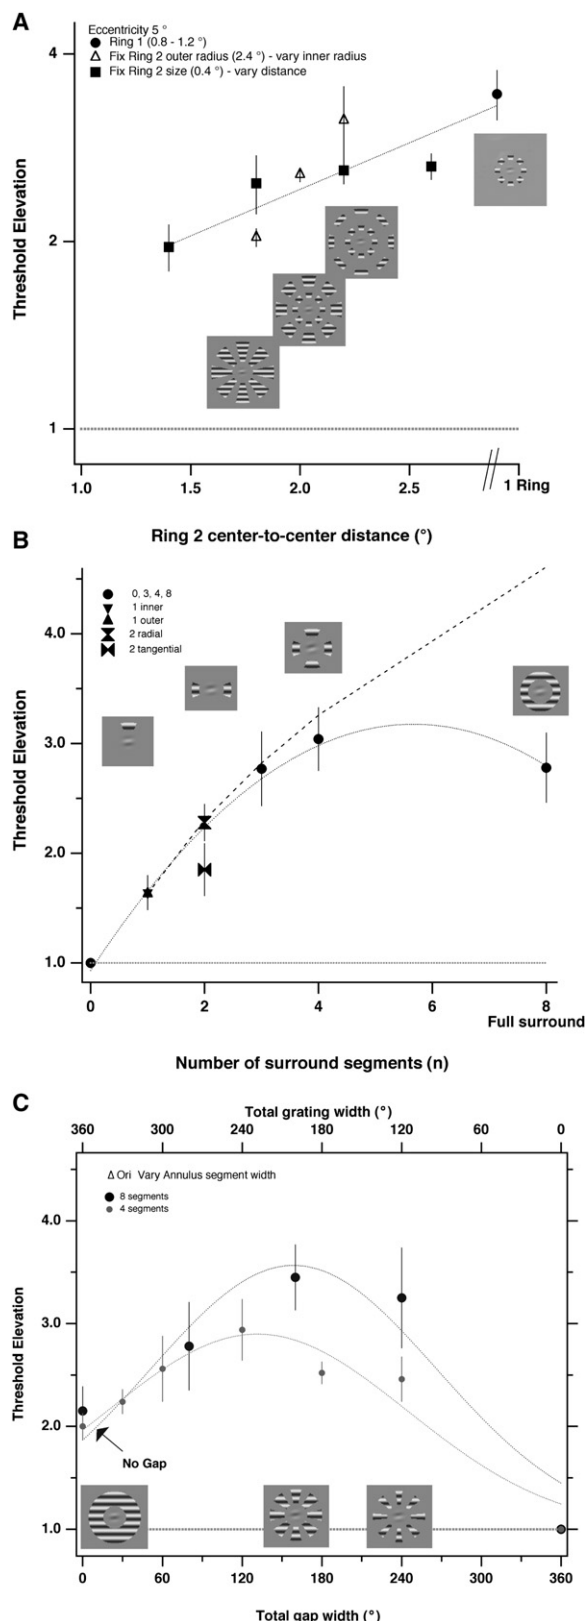 A
Eccentricity 5 °
Ring 1 (0.8 - 1.2 °)
Fix Ring 2 outer radius (2.4 °) - vary inner radius
Fix Ring 2 size (0.4 °) - vary distance
4
2
1
Threshold Elevation
1.0 1.5 2.0 2.5 1 Ring
Ring 2 center-to-center distance (°)
B
0, 3, 4, 8
1 inner
1 outer
2 radial
2 tangential
4.0
3.0
2.0
1.0
Threshold Elevation
0 2 4 6 8
Full surround
Number of surround segments (n)
C
Total grating width (°)
360 300 240 180 120 60 0
Δ Ori Vary Annulus segment width
8 segments
4 segments
4.0
3.0
2.0
1.0
Threshold Elevation
No Gap
0 60 120 180 240 300 360
Total gap width (°)